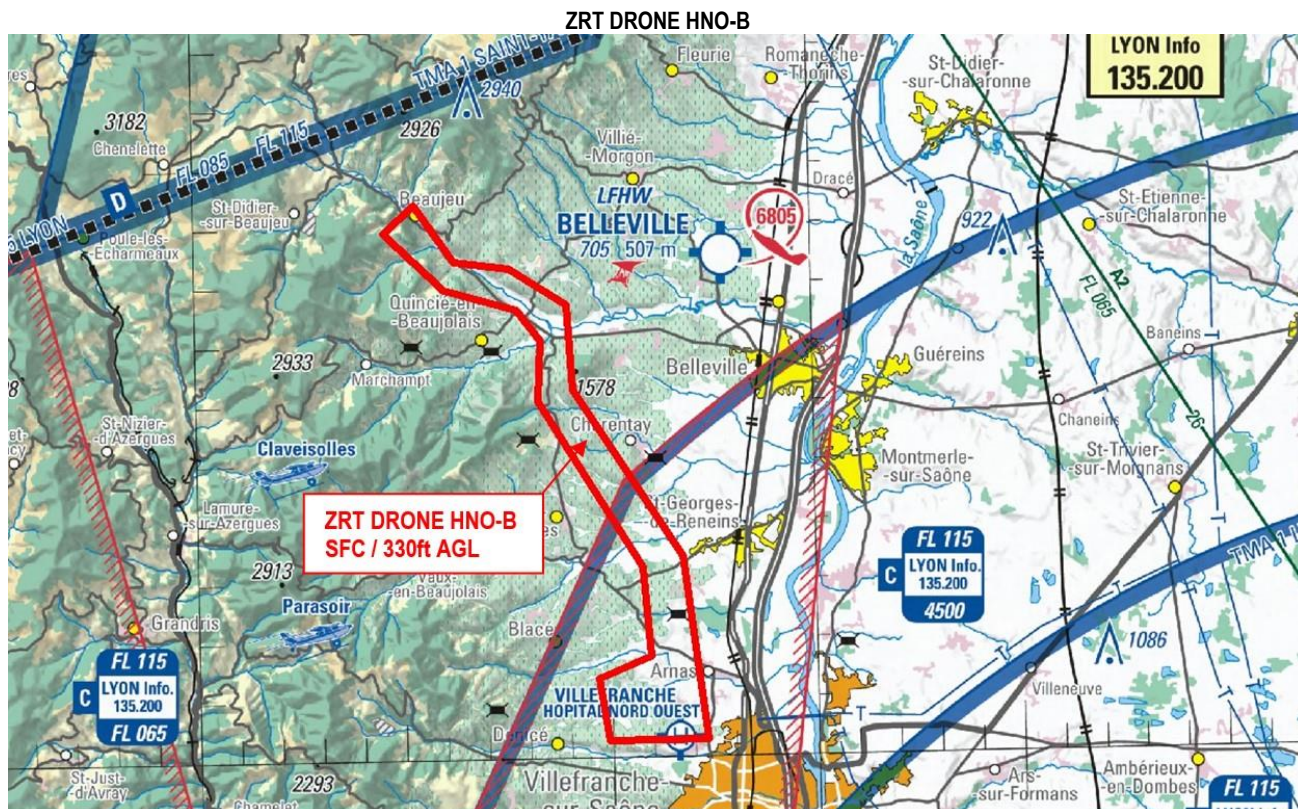 ZRT DRONE HNO-B
LYON Info
135.200
Fleurie
Romanèche-
-Thorins
St-Didier-
-sur-Chalaronne
TMA 1 SAINT-
2940
2926
3182
Chenelette
FL 085
FL 115
D
LYON
Poule-les-
-Echarmeaux
St-Didier-
-sur-Beaujeu
Beaujeu
Villié-
-Morgon
Dracé
LFHW
BELLEVILLE
705
507 m
6805
la Saône
922
St-Etienne-
-sur-Chalaronne
A2
FL 065
Baneins
Quincié-en-
-Beaujolais
Marchampt
2933
1578
Belleville
Guéreins
Chaneins
26
T
St-Nizier-
-d'Azergues
Claveisolles
Charentay
Montmerle-
-sur-Saône
St-Trivier-
-sur-Moignans
Lamure-
-sur-Azergues
ZRT DRONE HNO-B
SFC / 330ft AGL
St-Georges-
-de-Reneins
FL 115
C
LYON Info.
135.200
4500
TMA 1
2913
Parasoir
Vaux-
-en-Beaujolais
Grandris
Blacé
Arnas
1086
Villeneuve
FL 115
C
LYON Info.
135.200
FL 065
VILLEFRANCHE
HOPITAL NORD OUEST
H
Denicé
St-Just-
-d'Avray
2293
Chamelet
Villefranche-
-sur-Saône
Ars-
-sur-Formans
Ambérieux-
-en-Dombes
FL 115